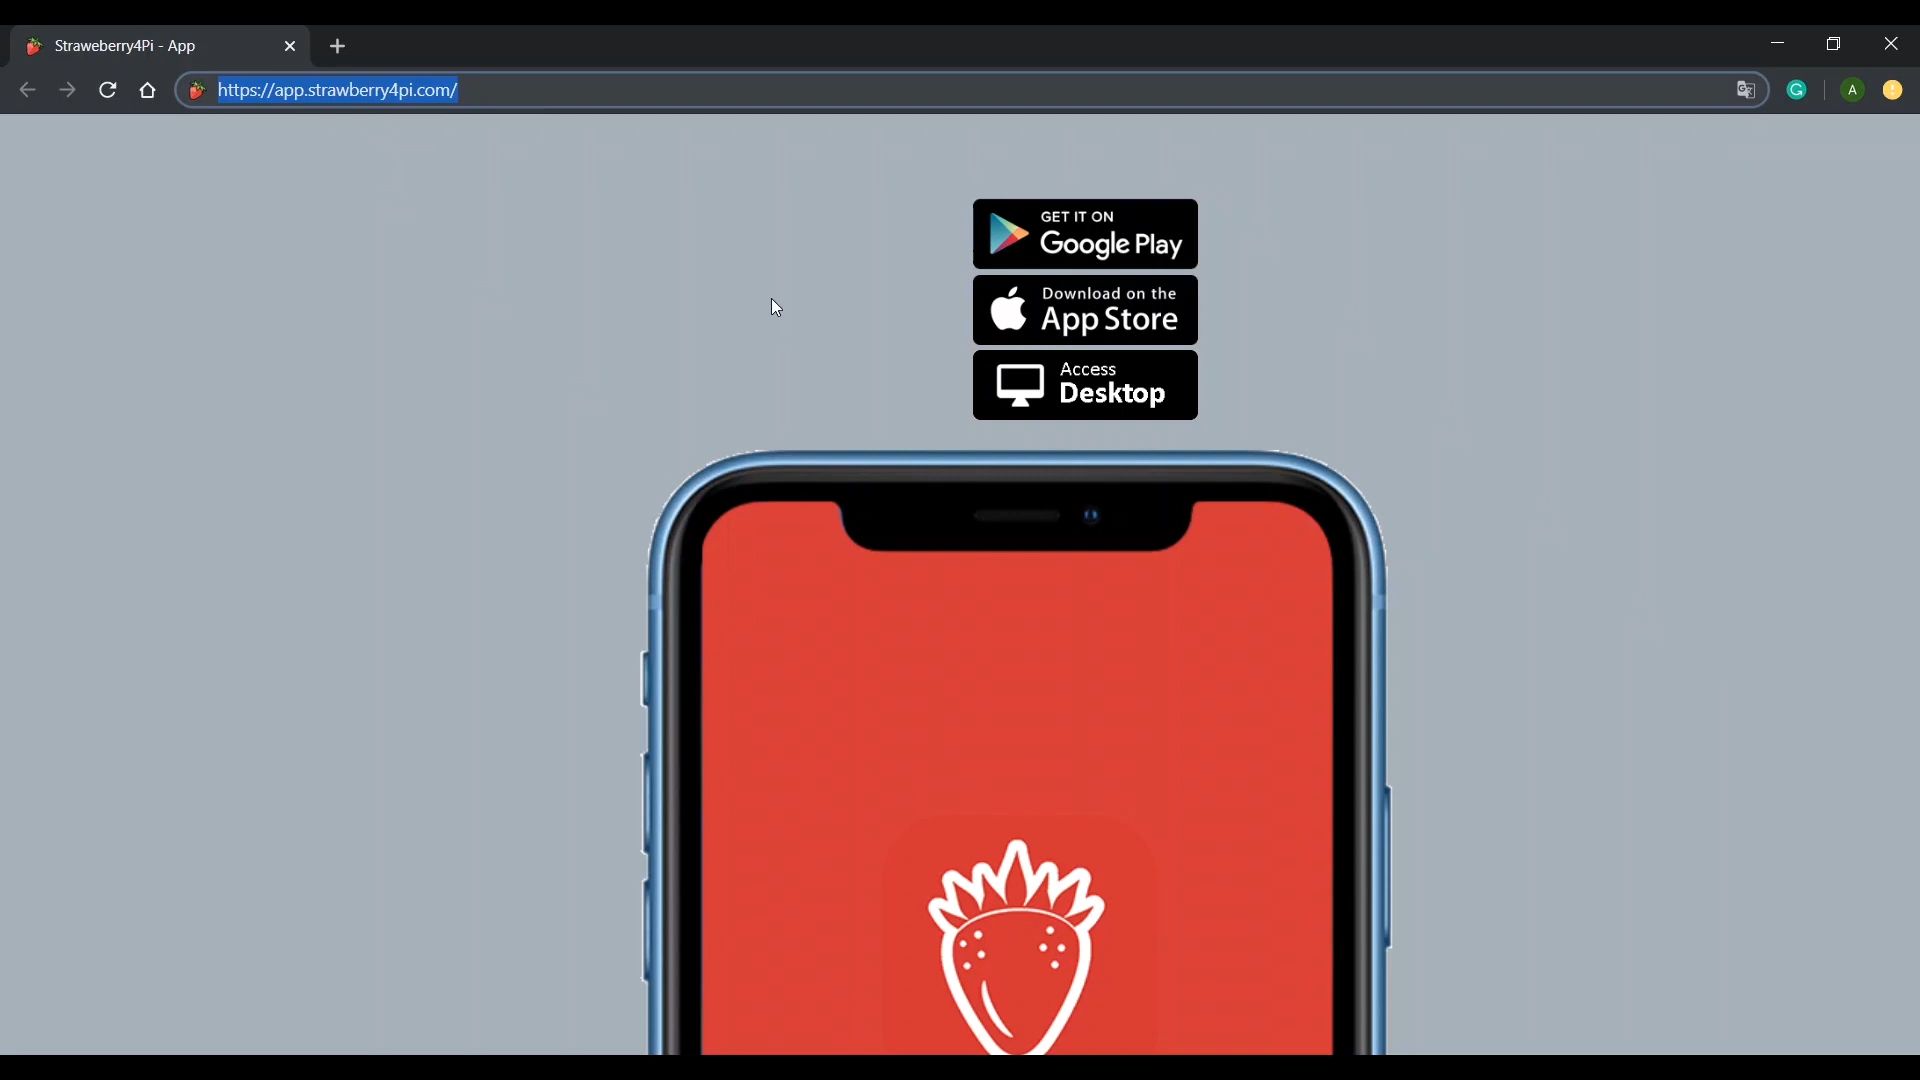 Straweberry4Pi - App
https://app.strawberry4pi.com/
A
GET IT ON
Google Play
Download on the
App Store
Access
Desktop